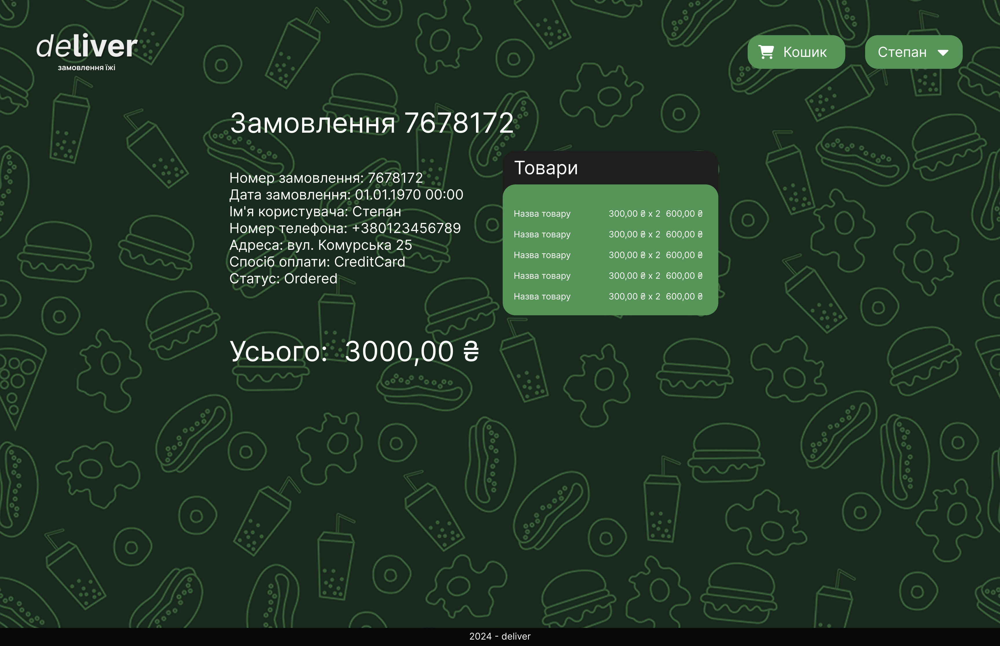 deliver
замовлення їжі
Кошик
Степан
Замовлення 7678172
Номер замовлення: 7678172
Дата замовлення: 01.01.1970 00:00
Ім'я користувача: Степан
Номер телефона: +380123456789
Адреса: вул. Комурська 25
Спосіб оплати: CreditCard
Статус: Ordered
Товари
Назва товару 300,00 ₴ x 2 600,00 ₴
Назва товару 300,00 ₴ x 2 600,00 ₴
Назва товару 300,00 ₴ x 2 600,00 ₴
Назва товару 300,00 ₴ x 2 600,00 ₴
Назва товару 300,00 ₴ x 2 600,00 ₴
Усього: 3000,00 ₴
2024 - deliver